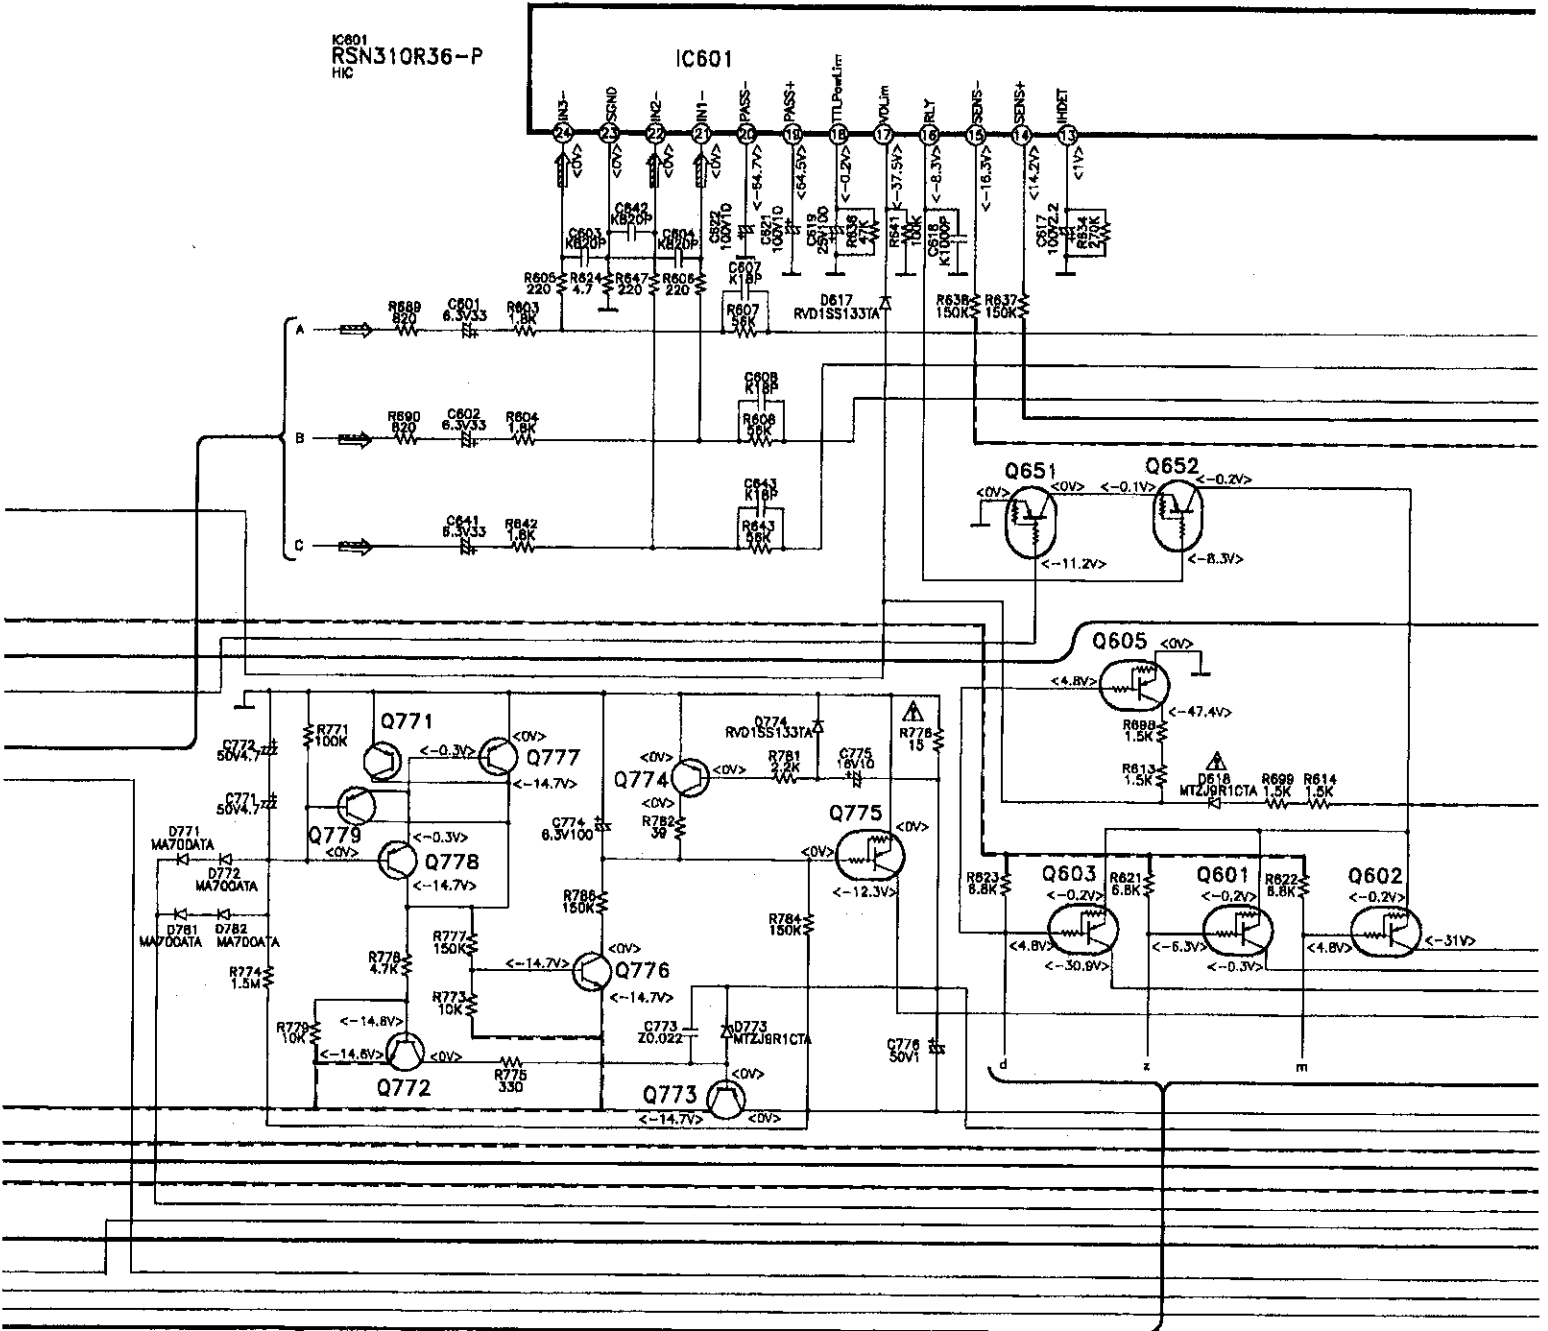 IC601
RSN310R36-P
HIC
IC601
IN3-
SGND
IN2-
IN1-
PASS-
PASS+
TTLPowLim
VDLim
RLY
SENS-
SENS+
IHDET
24 23 22 21 20 19 18 17 16 15 14 13
<0V>
<0V>
<0V>
<0V>
<-64.7V>
<64.5V>
<-0.2V>
<-37.5V>
<-8.3V>
<-16.3V>
<14.2V>
<1V>
C642
K820P
C603
K820P
C604
K820P
C622
100V10
C621
100V10
C619
25V100
R636
47K
R641
100K
C618
K1000P
C617
100V2.2
R634
270K
R605
220
R624
4.7
R647
220
R606
220
C607
K18P
R607
56K
D617
RVD1SS133TA
R638
150K
R637
150K
A
R689
820
C601
6.3V33
R603
1.8K
B
R690
820
C602
6.3V33
R604
1.8K
C608
K18P
R608
56K
C
C641
6.3V33
R642
1.8K
C643
K18P
R643
56K
Q651
<0V>
<0V>
<-11.2V>
Q652
<-0.1V>
<-0.2V>
<-8.3V>
Q605
<0V>
<4.8V>
<-47.4V>
R698
1.5K
R613
1.5K
D618
MTZJ9R1CTA
R699
1.5K
R614
1.5K
C772
50V4.7
R771
100K
Q771
<-0.3V>
<0V>
Q777
<-14.7V>
C771
50V4.7
Q779
<-0.3V>
<0V>
Q778
<-14.7V>
D771
MA700ATA
D772
MA700ATA
D781
MA700ATA
D782
MA700ATA
R774
1.5M
C774
6.3V100
<0V>
Q774
<0V>
<0V>
R782
39
D774
RVD1SS133TA
R781
2.2K
C775
16V10
R776
15
Q775
<0V>
<0V>
<-12.3V>
R786
150K
R784
150K
R777
150K
R778
4.7K
R773
10K
<0V>
<-14.7V>
Q776
<-14.7V>
R779
10K
<-14.8V>
<-14.6V>
<0V>
Q772
R775
330
C773
Z0.022
D773
MTZJ9R1CTA
<0V>
Q773
<-14.7V>
<0V>
C776
50V1
R623
6.8K
Q603
<-0.2V>
<4.8V>
<-30.9V>
R621
6.8K
Q601
<-0.2V>
<-6.3V>
<-0.3V>
R622
6.8K
Q602
<-0.2V>
<4.8V>
<-31V>
d
z
m